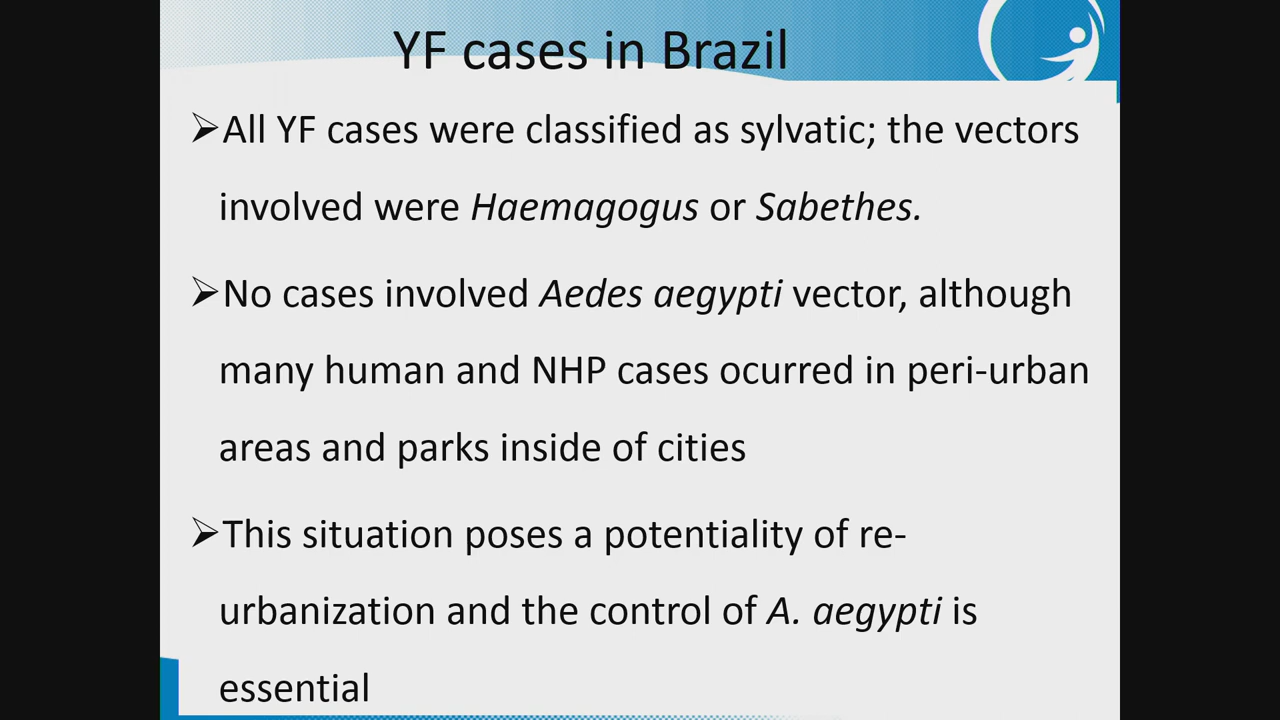 YF cases in Brazil
➢All YF cases were classified as sylvatic; the vectors
involved were Haemagogus or Sabethes.
➢No cases involved Aedes aegypti vector, although
many human and NHP cases ocurred in peri-urban
areas and parks inside of cities
➢This situation poses a potentiality of re-
urbanization and the control of A. aegypti is
essential